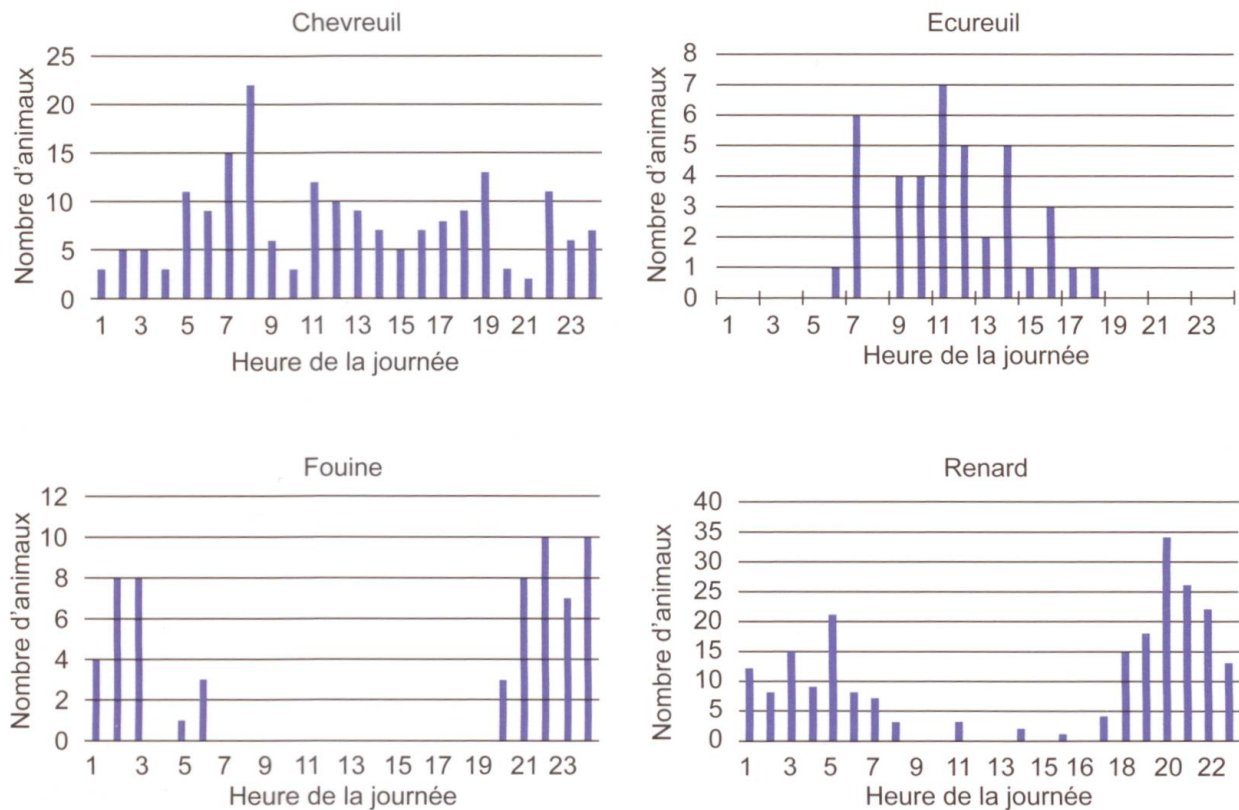 Chevreuil
Nombre d'animaux
25
20
15
10
5
0
1 3 5 7 9 11 13 15 17 19 21 23
Heure de la journée
Ecureuil
Nombre d'animaux
8
7
6
5
4
3
2
1
0
1 3 5 7 9 11 13 15 17 19 21 23
Heure de la journée
Fouine
Nombre d'animaux
12
10
8
6
4
2
0
1 3 5 7 9 11 13 15 17 19 21 23
Heure de la journée
Renard
Nombre d'animaux
40
35
30
25
20
15
10
5
0
1 3 5 7 9 11 13 15 16 18 20 22
Heure de la journée